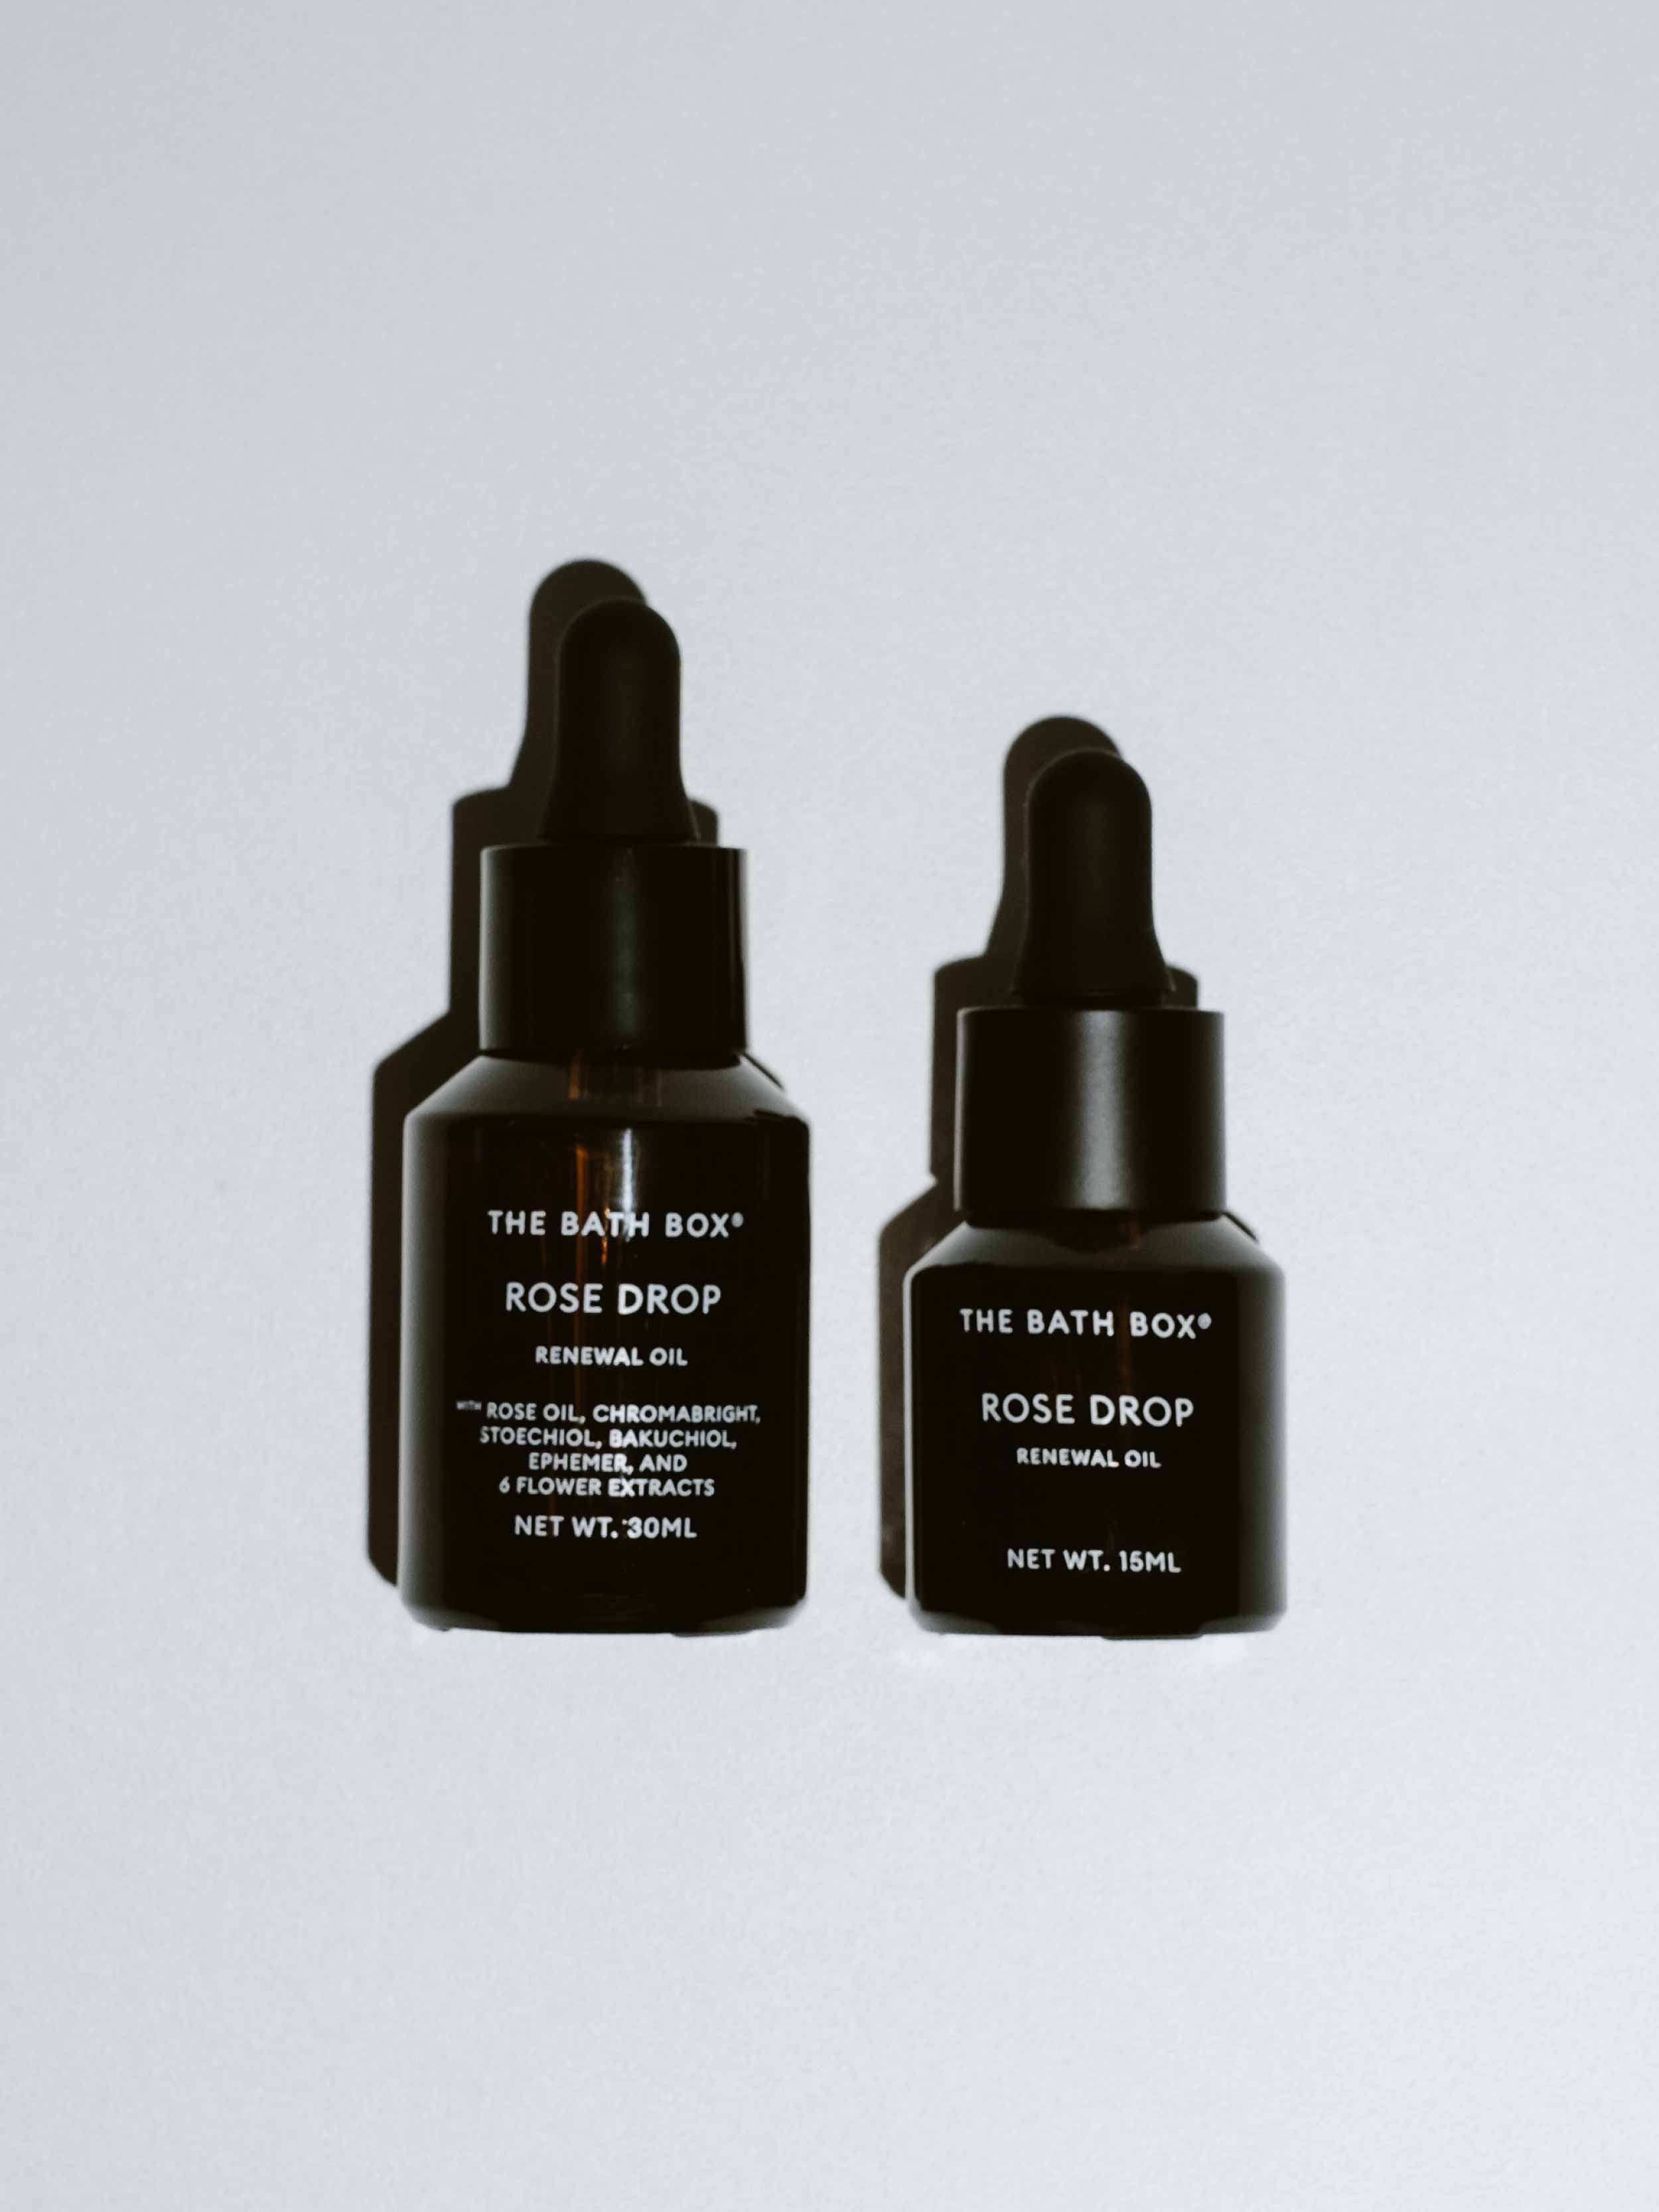 THE BATH BOX®
ROSE DROP
RENEWAL OIL
WITH ROSE OIL, CHROMABRIGHT,
STOECHIOL, BAKUCHIOL,
EPHEMER, AND
6 FLOWER EXTRACTS
NET WT. 30ML
THE BATH BOX®
ROSE DROP
RENEWAL OIL
NET WT. 15ML